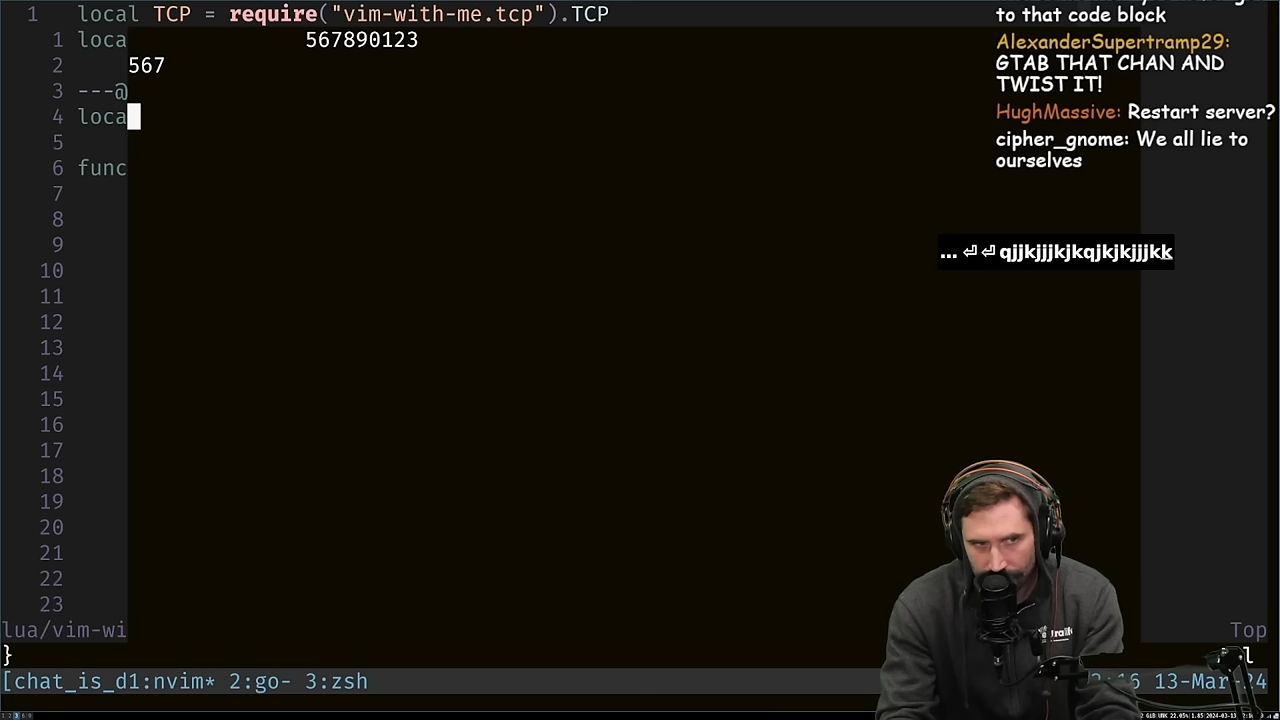 1 local TCP = require("vim-with-me.tcp").TCP
1 loca 567890123
2 567
3 ---@
4 loca
5
6 func
7
8
9
10
11
12
13
14
15
16
17
18
19
20
21
22
23
lua/vim-wi Top
}
[chat_is_d1:nvim* 2:go- 3:zsh 2:16 13-Mar-24
to that code block
AlexanderSupertramp29:
GTAB THAT CHAN AND
TWIST IT!
HughMassive: Restart server?
cipher_gnome: We all lie to
ourselves
... ⏎ ⏎ qjjkjjjkjkqjkjkjjjkk